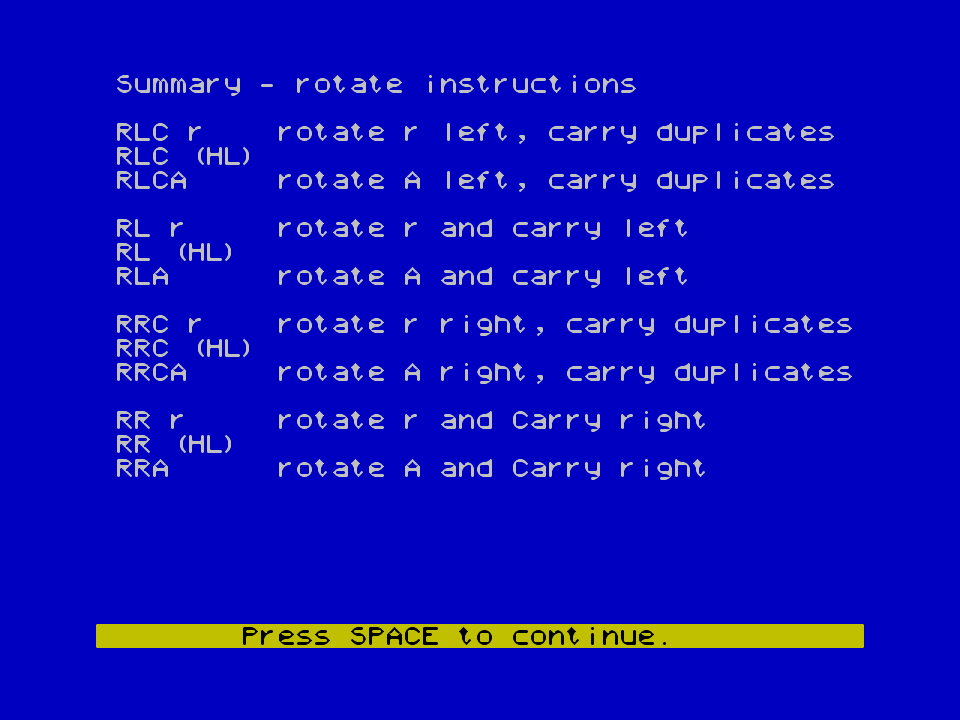 Summary - rotate instructions
RLC r    rotate r left, carry duplicates
RLC (HL)
RLCA     rotate A left, carry duplicates
RL r     rotate r and carry left
RL (HL)
RLA      rotate A and carry left
RRC r    rotate r right, carry duplicates
RRC (HL)
RRCA     rotate A right, carry duplicates
RR r     rotate r and Carry right
RR (HL)
RRA      rotate A and Carry right
Press SPACE to continue.